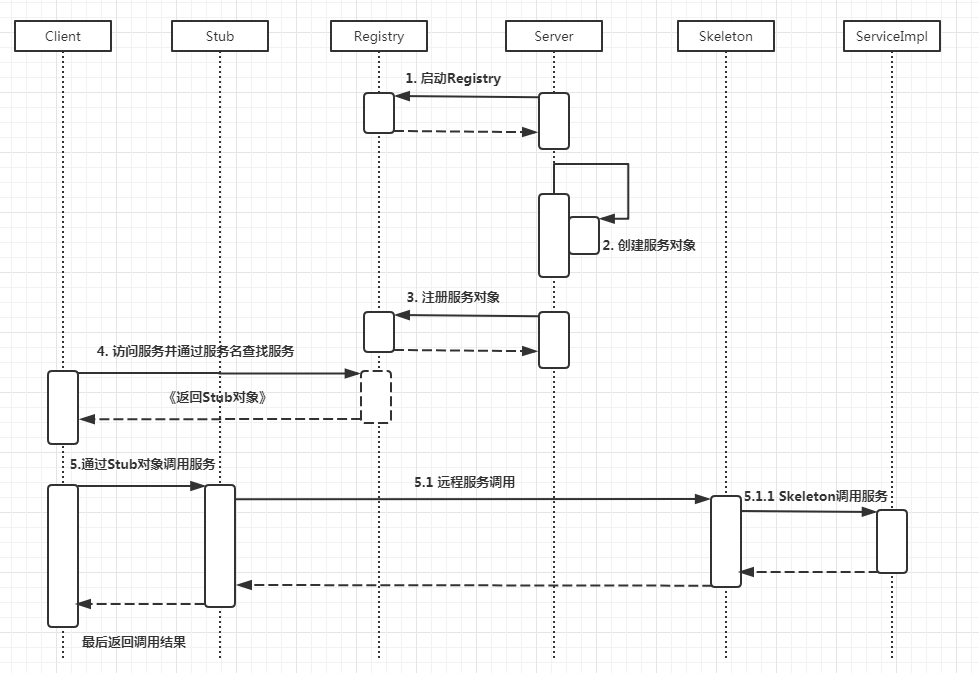 Client
Stub
Registry
Server
Skeleton
ServiceImpl
1. 启动Registry
2. 创建服务对象
3. 注册服务对象
4. 访问服务并通过服务名查找服务
《返回Stub对象》
5.通过Stub对象调用服务
5.1 远程服务调用
5.1.1 Skeleton调用服务
最后返回调用结果